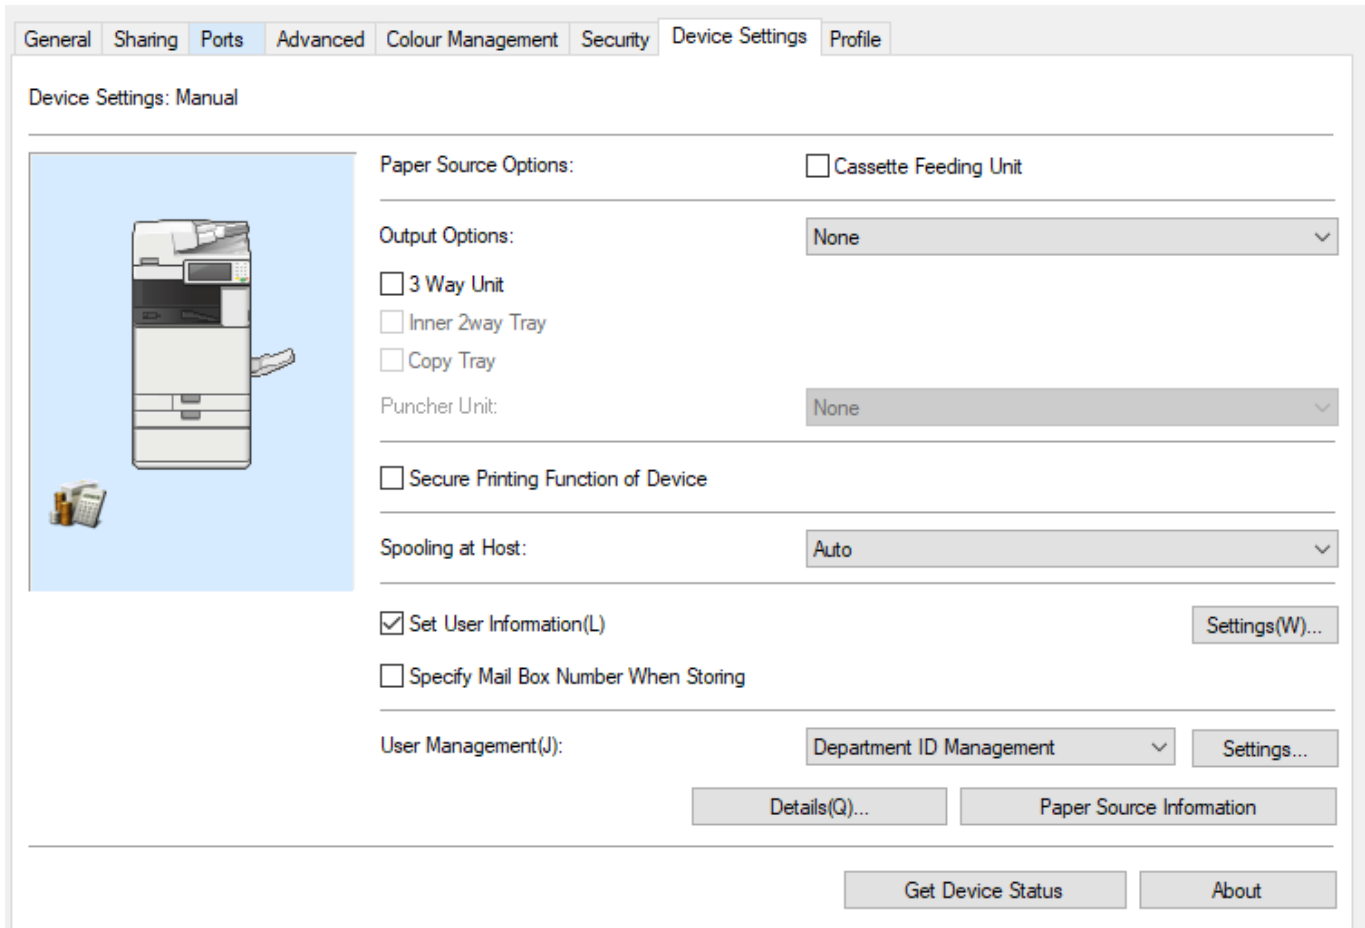 General Sharing Ports Advanced Colour Management Security Device Settings Profile
Device Settings: Manual
Paper Source Options: Cassette Feeding Unit
Output Options: None
3 Way Unit
Inner 2way Tray
Copy Tray
Puncher Unit: None
Secure Printing Function of Device
Spooling at Host: Auto
Set User Information(L) Settings(W)...
Specify Mail Box Number When Storing
User Management(J): Department ID Management Settings...
Details(Q)... Paper Source Information
Get Device Status About